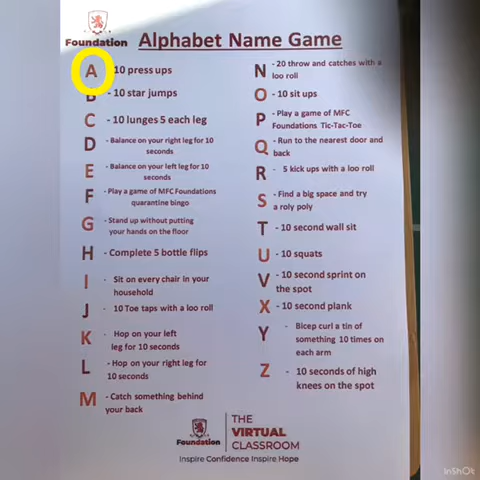 Foundation
Alphabet Name Game
A 10 press ups
B - 10 star jumps
C - 10 lunges 5 each leg
D - Balance on your right leg for 10
seconds
E - Balance on your left leg for 10
seconds
F - Play a game of MFC Foundations
quarantine bingo
G - Stand up without putting
your hands on the floor
H - Complete 5 bottle flips
I - Sit on every chair in your
household
J - 10 Toe taps with a loo roll
K - Hop on your left
leg for 10 seconds
L - Hop on your right leg for
10 seconds
M - Catch something behind
your back
N - 20 throw and catches with a
loo roll
O - 10 sit ups
P - Play a game of MFC
Foundations Tic-Tac-Toe
Q - Run to the nearest door and
back
R - 5 kick ups with a loo roll
S - Find a big space and try
a roly poly
T - 10 second wall sit
U - 10 squats
V - 10 second sprint on
the spot
X - 10 second plank
Y - Bicep curl a tin of
something 10 times on
each arm
Z - 10 seconds of high
knees on the spot
Foundation
THE
VIRTUAL
CLASSROOM
Inspire Confidence Inspire Hope
InShOt